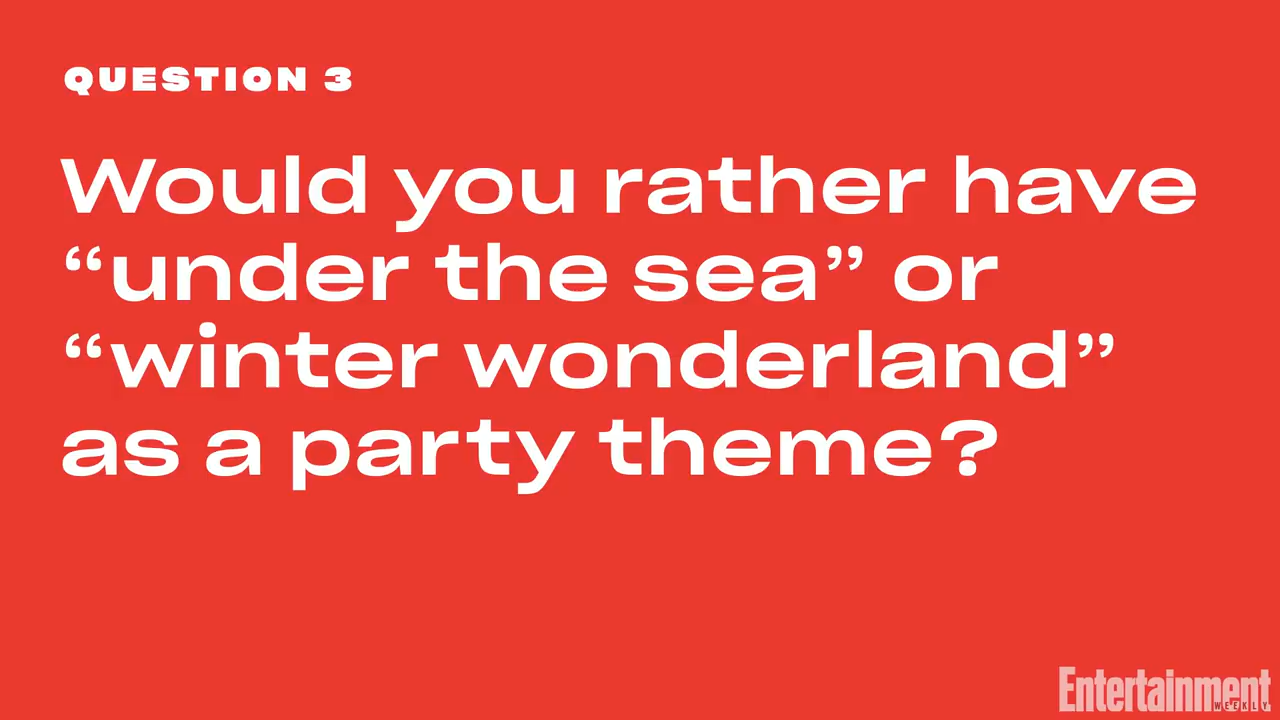 QUESTION 3
Would you rather have
“under the sea” or
“winter wonderland”
as a party theme?
Entertainment
WEEKLY